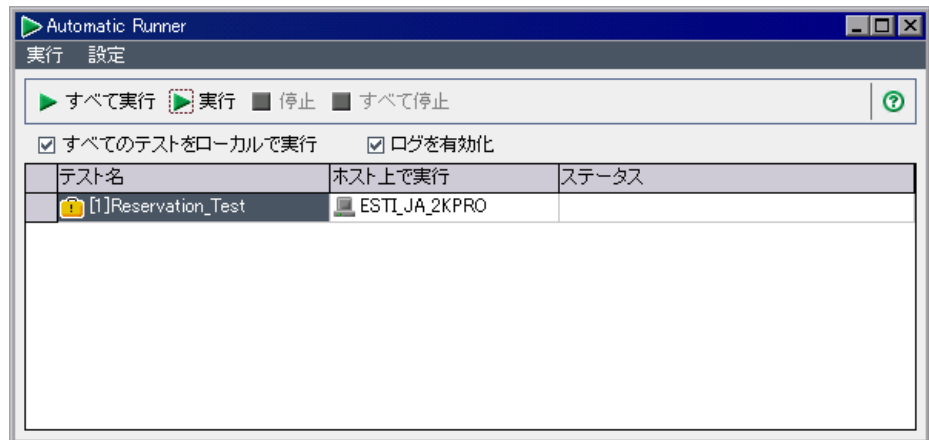 Automatic Runner
実行 設定
すべて実行 実行 停止 すべて停止
すべてのテストをローカルで実行 ログを有効化
テスト名 ホスト上で実行 ステータス
[1]Reservation_Test ESTI_JA_2KPRO